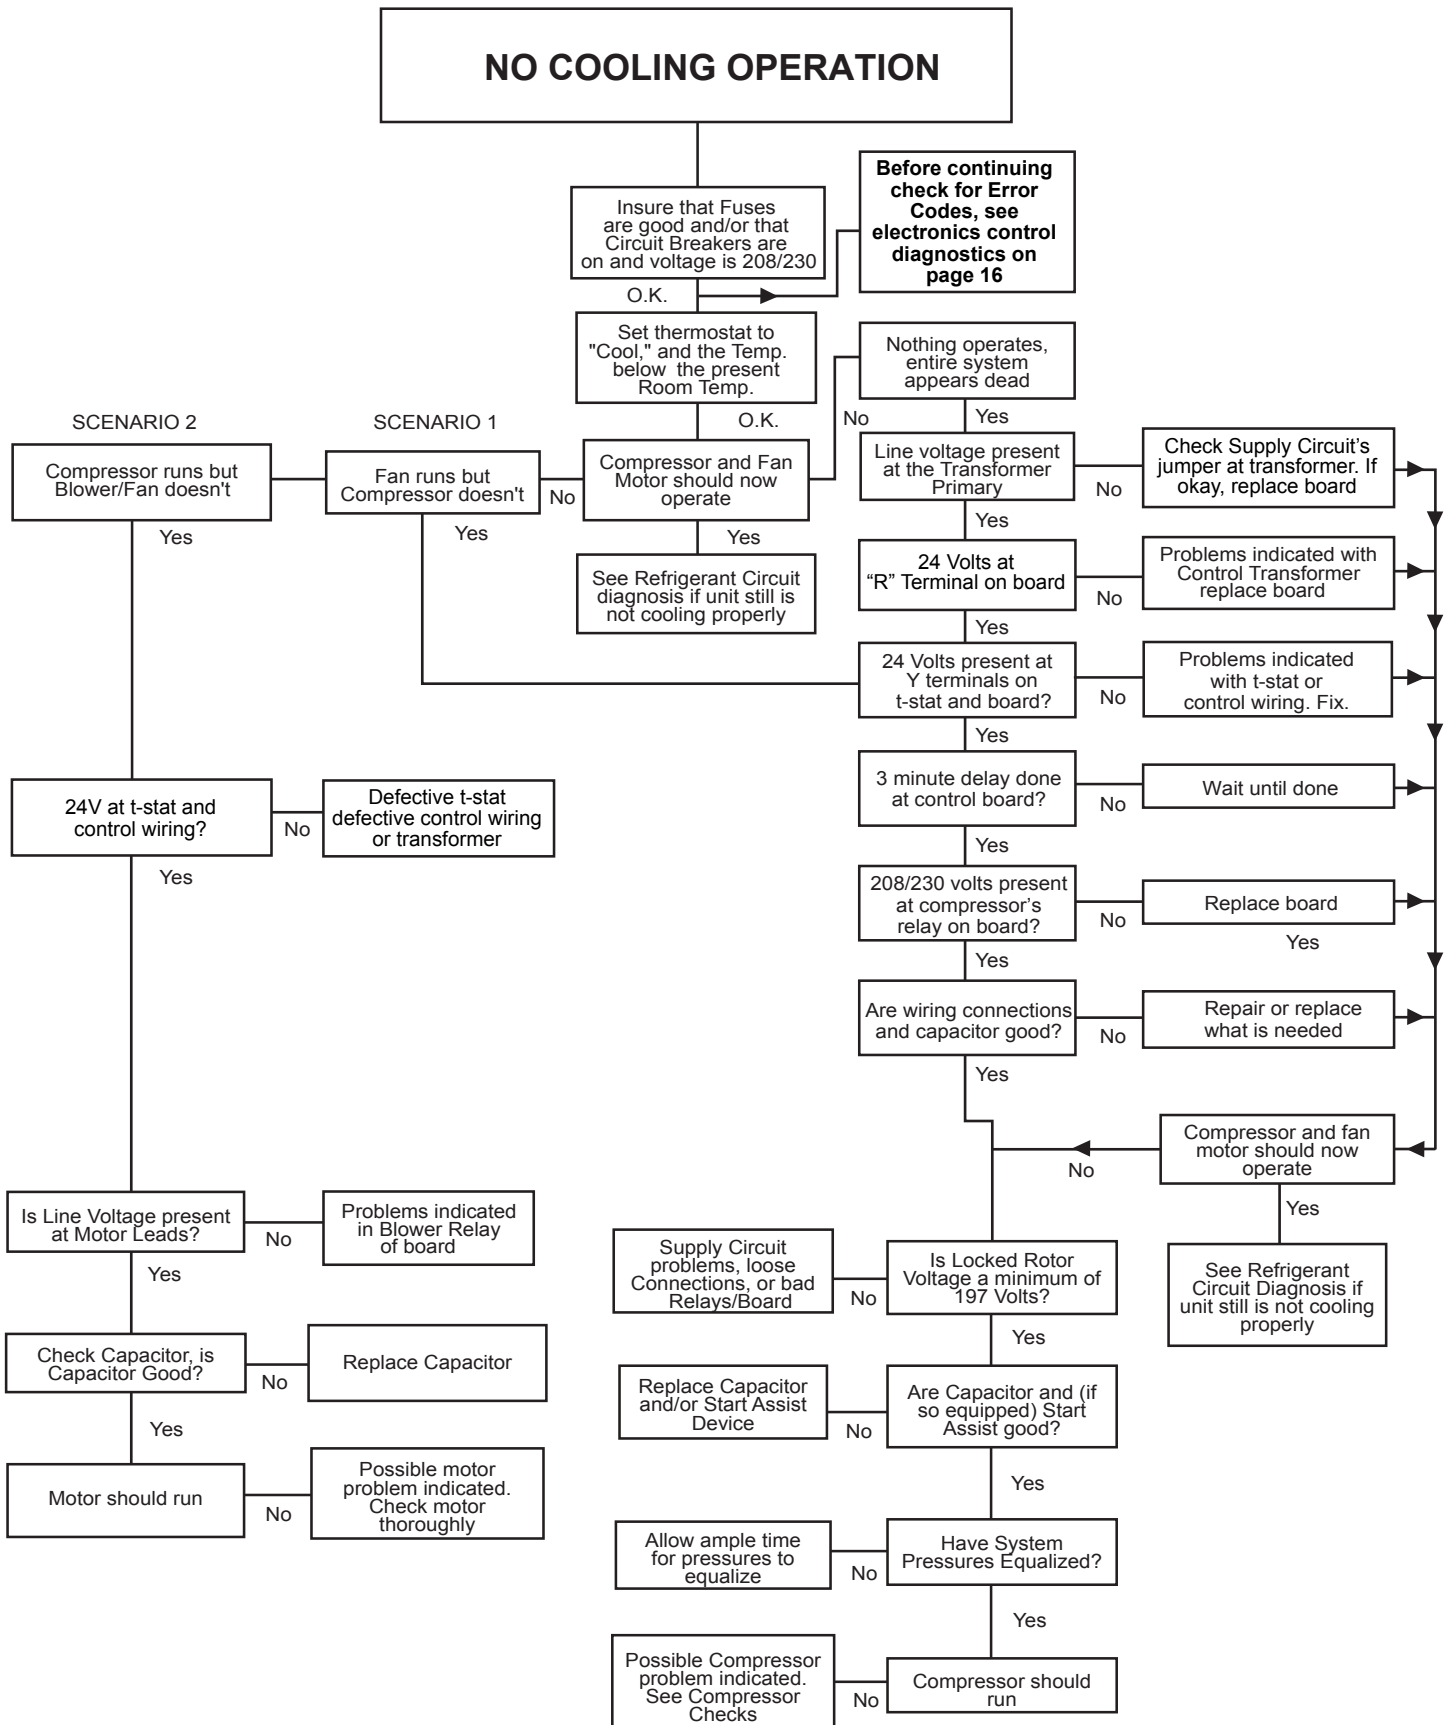 NO COOLING OPERATION
Insure that Fuses
are good and/or that
Circuit Breakers are
on and voltage is 208/230
Before continuing
check for Error
Codes, see
electronics control
diagnostics on
page 16
O.K.
Set thermostat to
"Cool," and the Temp.
below the present
Room Temp.
O.K.
Nothing operates,
entire system
appears dead
No
Yes
SCENARIO 2
SCENARIO 1
Compressor runs but
Blower/Fan doesn't
Yes
Fan runs but
Compressor doesn't
Yes
No
Compressor and Fan
Motor should now
operate
Yes
See Refrigerant Circuit
diagnosis if unit still is
not cooling properly
Line voltage present
at the Transformer
Primary
No
Check Supply Circuit's
jumper at transformer. If
okay, replace board
Yes
24 Volts at
“R” Terminal on board
No
Problems indicated with
Control Transformer
replace board
Yes
24 Volts present at
Y terminals on
t-stat and board?
No
Problems indicated
with t-stat or
control wiring. Fix.
Yes
3 minute delay done
at control board?
No
Wait until done
Yes
24V at t-stat and
control wiring?
No
Defective t-stat
defective control wiring
or transformer
Yes
208/230 volts present
at compressor’s
relay on board?
No
Replace board
Yes
Yes
Are wiring connections
and capacitor good?
No
Repair or replace
what is needed
Yes
Compressor and fan
motor should now
operate
No
Yes
See Refrigerant
Circuit Diagnosis if
unit still is not cooling
properly
Is Line Voltage present
at Motor Leads?
No
Problems indicated
in Blower Relay
of board
Yes
Supply Circuit
problems, loose
Connections, or bad
Relays/Board
No
Is Locked Rotor
Voltage a minimum of
197 Volts?
Yes
Check Capacitor, is
Capacitor Good?
No
Replace Capacitor
Yes
Replace Capacitor
and/or Start Assist
Device
No
Are Capacitor and (if
so equipped) Start
Assist good?
Yes
Motor should run
No
Possible motor
problem indicated.
Check motor
thoroughly
Allow ample time
for pressures to
equalize
No
Have System
Pressures Equalized?
Yes
Possible Compressor
problem indicated.
See Compressor
Checks
No
Compressor should
run